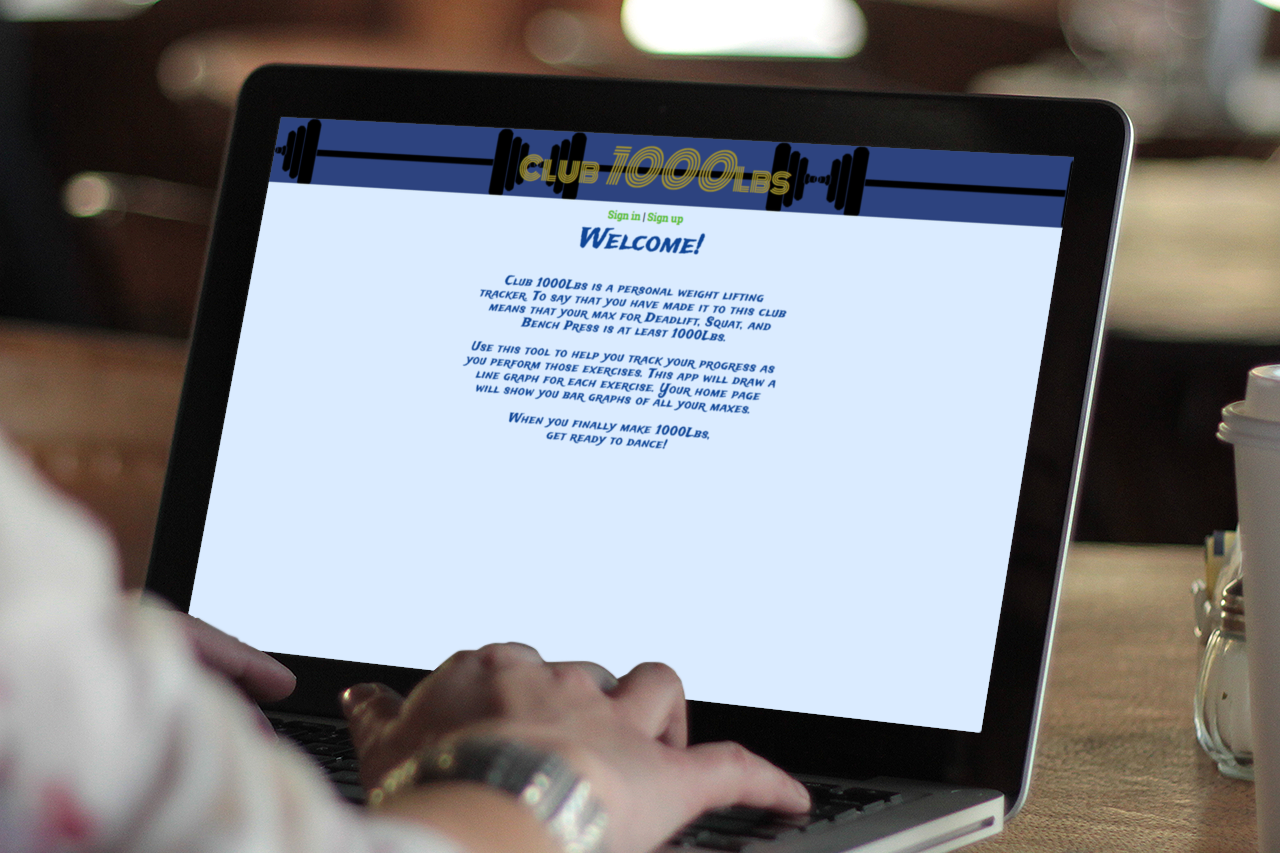 Club 1000Lbs
Sign in | Sign up
Welcome!
Club 1000Lbs is a personal weight lifting
tracker. To say that you have made it to this club
means that your max for Deadlift, Squat, and
Bench Press is at least 1000Lbs.
Use this tool to help you track your progress as
you perform those exercises. This app will draw a
line graph for each exercise. Your home page
will show you bar graphs of all your maxes.
When you finally make 1000Lbs,
get ready to dance!